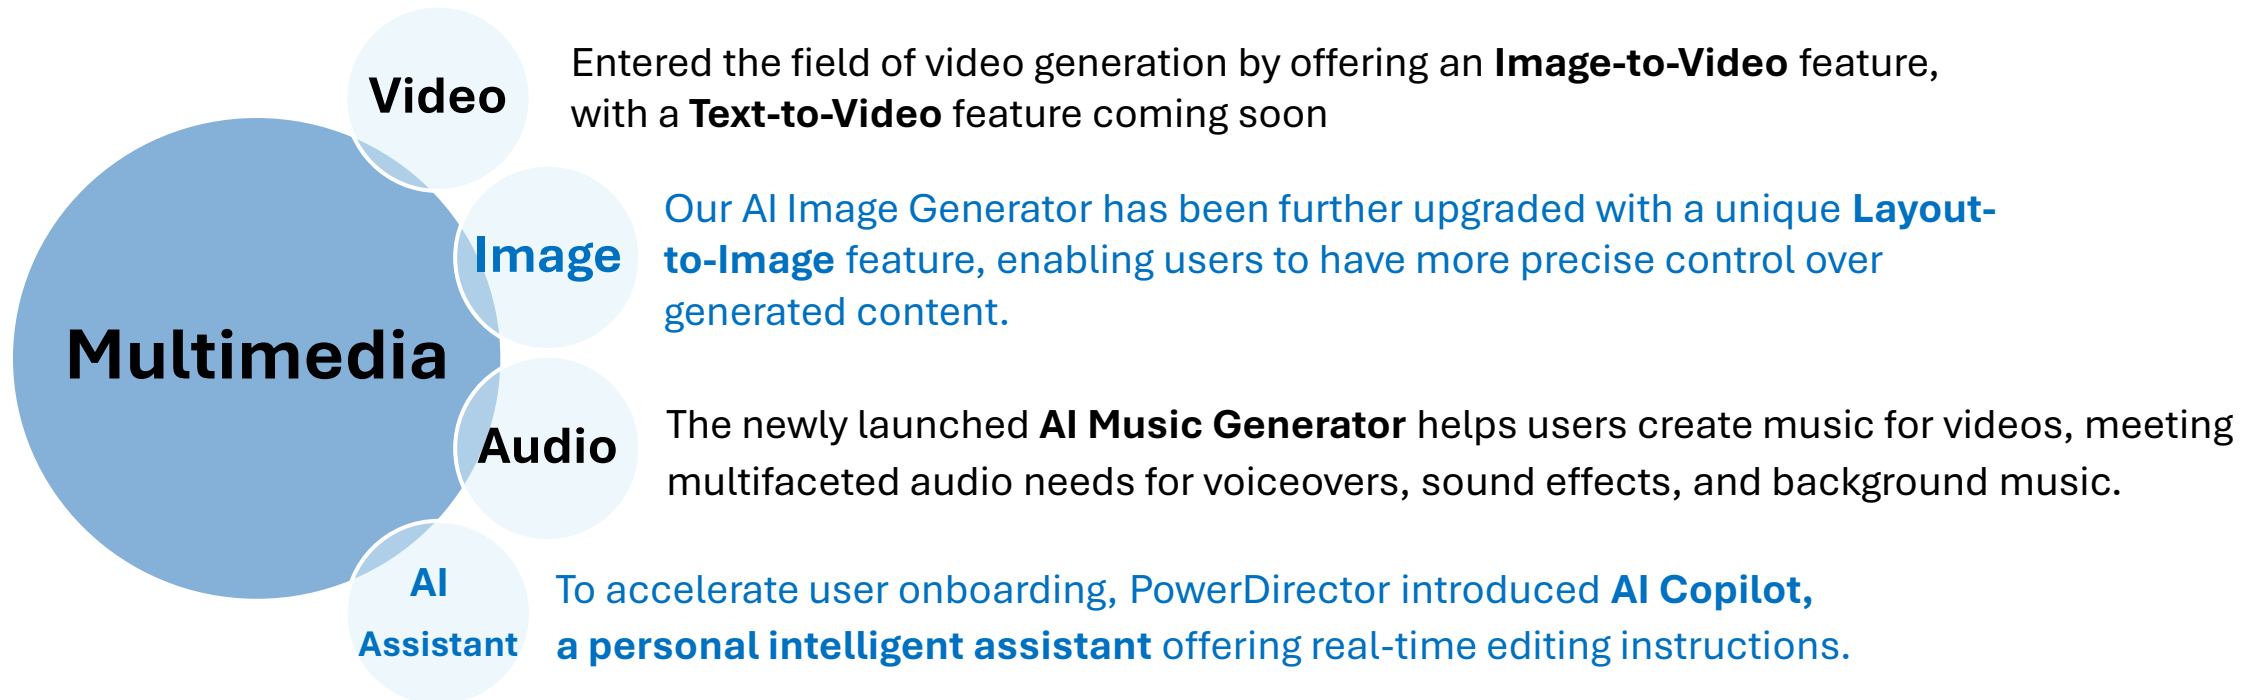 Multimedia
Video
Entered the field of video generation by offering an Image-to-Video feature,
with a Text-to-Video feature coming soon
Image
Our AI Image Generator has been further upgraded with a unique Layout-
to-Image feature, enabling users to have more precise control over
generated content.
Audio
The newly launched AI Music Generator helps users create music for videos, meeting
multifaceted audio needs for voiceovers, sound effects, and background music.
AI
Assistant
To accelerate user onboarding, PowerDirector introduced AI Copilot,
a personal intelligent assistant offering real-time editing instructions.